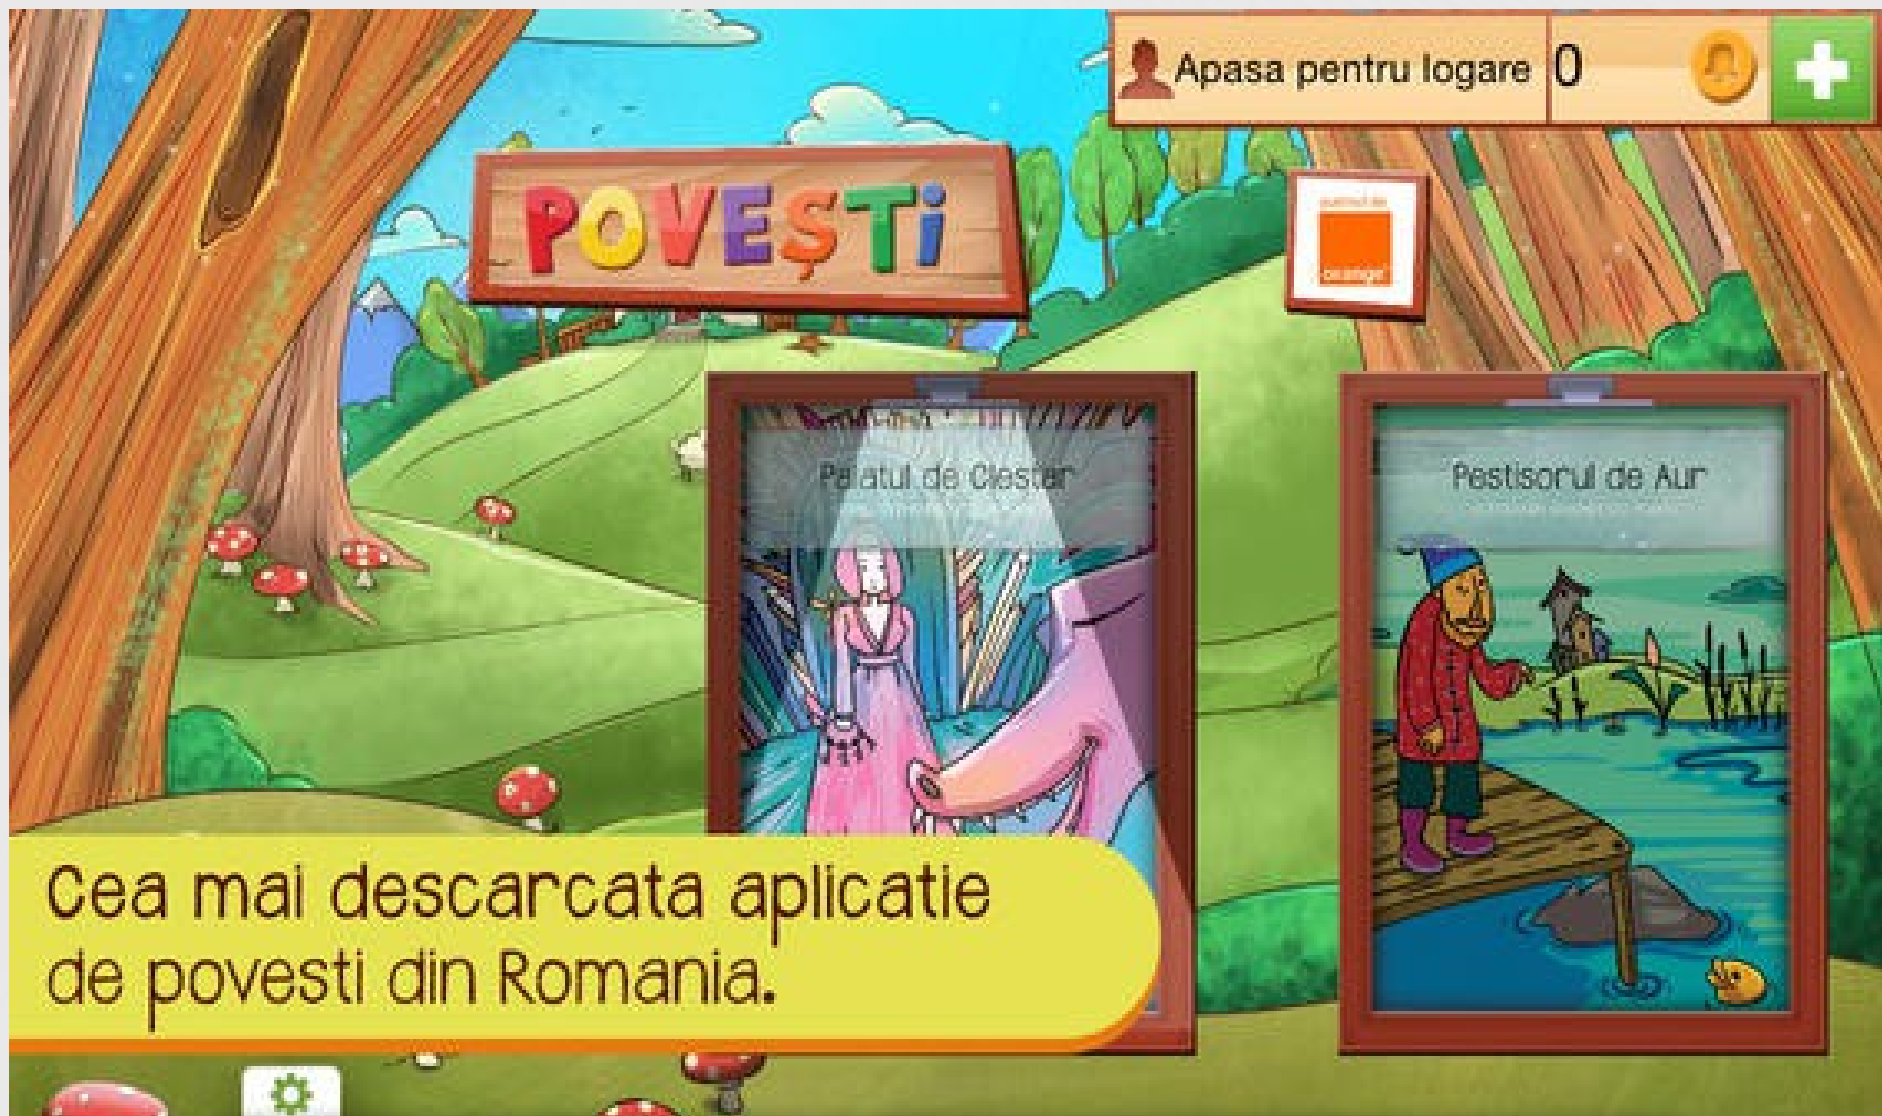 Apasa pentru logare 0
POVEȘTi
orange
Palatul de Clestar
Pestisorul de Aur
Cea mai descarcata aplicatie
de povesti din Romania.